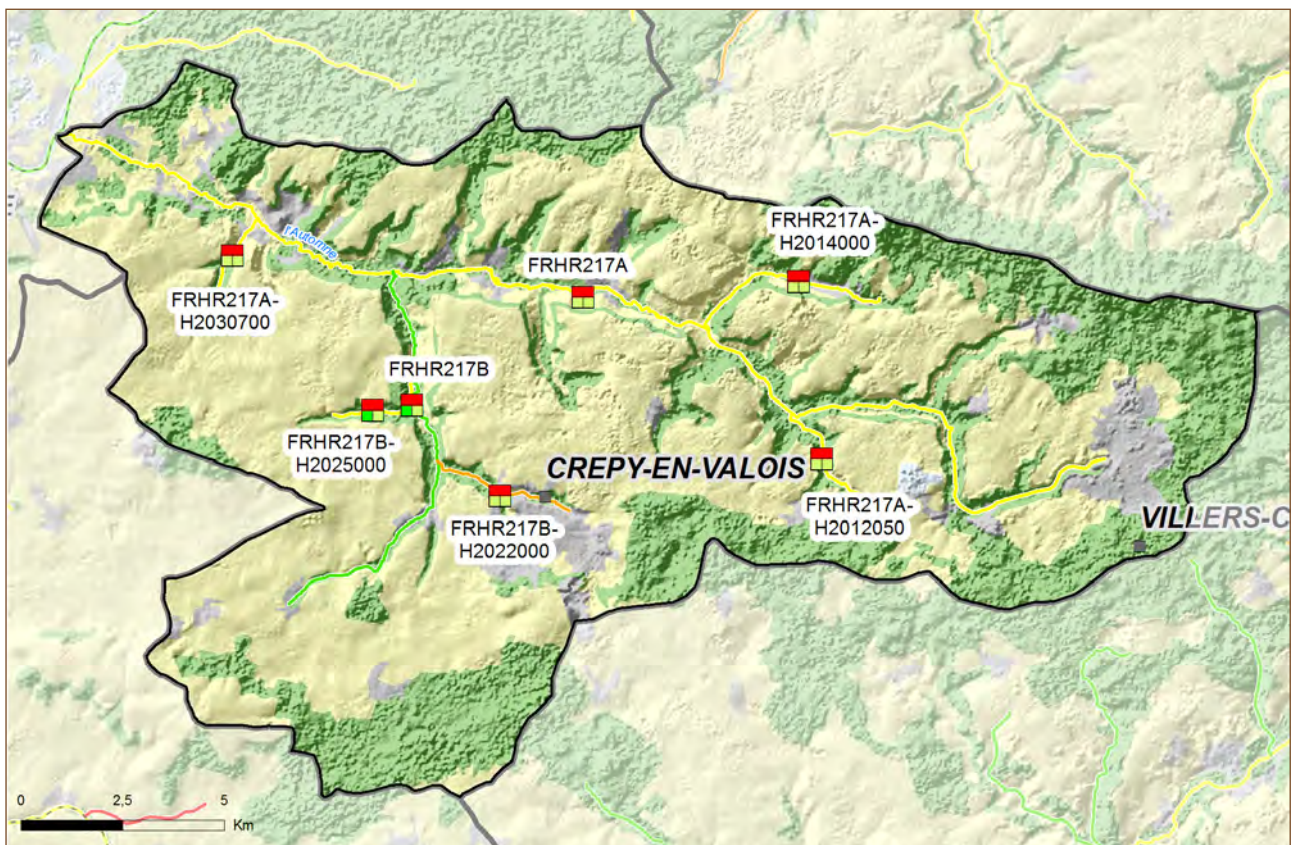 FRHR217A-
H2014000
l'Automne
FRHR217A
FRHR217A-
H2030700
FRHR217B
FRHR217B-
H2025000
CREPY-EN-VALOIS
FRHR217A-
H2012050
FRHR217B-
H2022000
VILLERS-C
0 2,5 5
Km